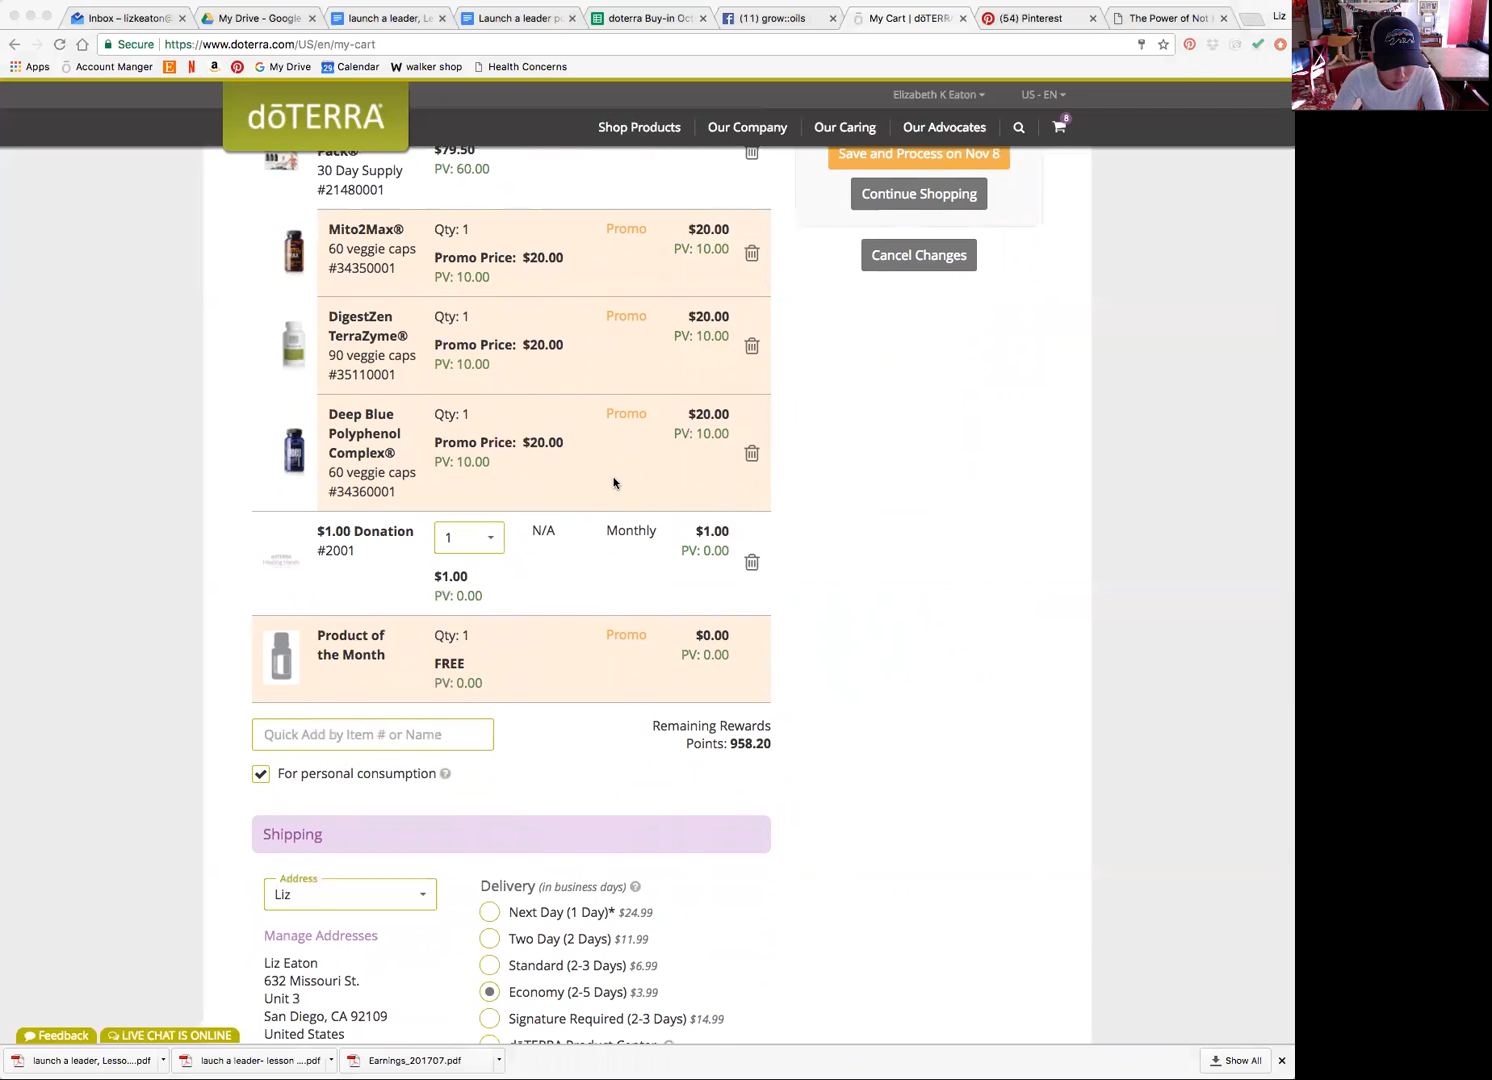 Inbox – lizkeaton@
My Drive - Google
launch a leader, Le
Launch a leader p
doterra Buy-in Oct
(11) grow::oils
My Cart | dōTERR
(54) Pinterest
The Power of Not
Liz
Secure
https://www.doterra.com/US/en/my-cart
Apps
Account Manger
My Drive
Calendar
walker shop
Health Concerns
dōTERRA
Elizabeth K Eaton
US - EN
Shop Products
Our Company
Our Caring
Our Advocates
8
Pack®
30 Day Supply
#21480001
$79.50
PV: 60.00
Save and Process on Nov 8
Continue Shopping
Cancel Changes
Mito2Max®
60 veggie caps
#34350001
Qty: 1
Promo Price: $20.00
PV: 10.00
Promo
$20.00
PV: 10.00
DigestZen
TerraZyme®
90 veggie caps
#35110001
Qty: 1
Promo Price: $20.00
PV: 10.00
Promo
$20.00
PV: 10.00
Deep Blue
Polyphenol
Complex®
60 veggie caps
#34360001
Qty: 1
Promo Price: $20.00
PV: 10.00
Promo
$20.00
PV: 10.00
$1.00 Donation
#2001
1
$1.00
PV: 0.00
N/A
Monthly
$1.00
PV: 0.00
Product of
the Month
Qty: 1
FREE
PV: 0.00
Promo
$0.00
PV: 0.00
Quick Add by Item # or Name
Remaining Rewards
Points: 958.20
For personal consumption
Shipping
Address
Liz
Manage Addresses
Liz Eaton
632 Missouri St.
Unit 3
San Diego, CA 92109
United States
Delivery (in business days)
Next Day (1 Day)* $24.99
Two Day (2 Days) $11.99
Standard (2-3 Days) $6.99
Economy (2-5 Days) $3.99
Signature Required (2-3 Days) $14.99
dōTERRA Product Center
Feedback
LIVE CHAT IS ONLINE
launch a leader, Lesso....pdf
lauch a leader- lesson ....pdf
Earnings_201707.pdf
Show All